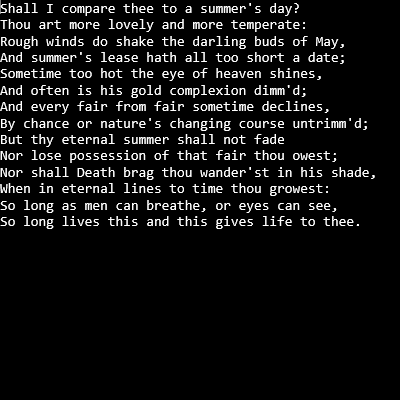 Shall I compare thee to a summer's day?
Thou art more lovely and more temperate:
Rough winds do shake the darling buds of May,
And summer's lease hath all too short a date;
Sometime too hot the eye of heaven shines,
And often is his gold complexion dimm'd;
And every fair from fair sometime declines,
By chance or nature's changing course untrimm'd;
But thy eternal summer shall not fade
Nor lose possession of that fair thou owest;
Nor shall Death brag thou wander'st in his shade,
When in eternal lines to time thou growest:
So long as men can breathe, or eyes can see,
So long lives this and this gives life to thee.